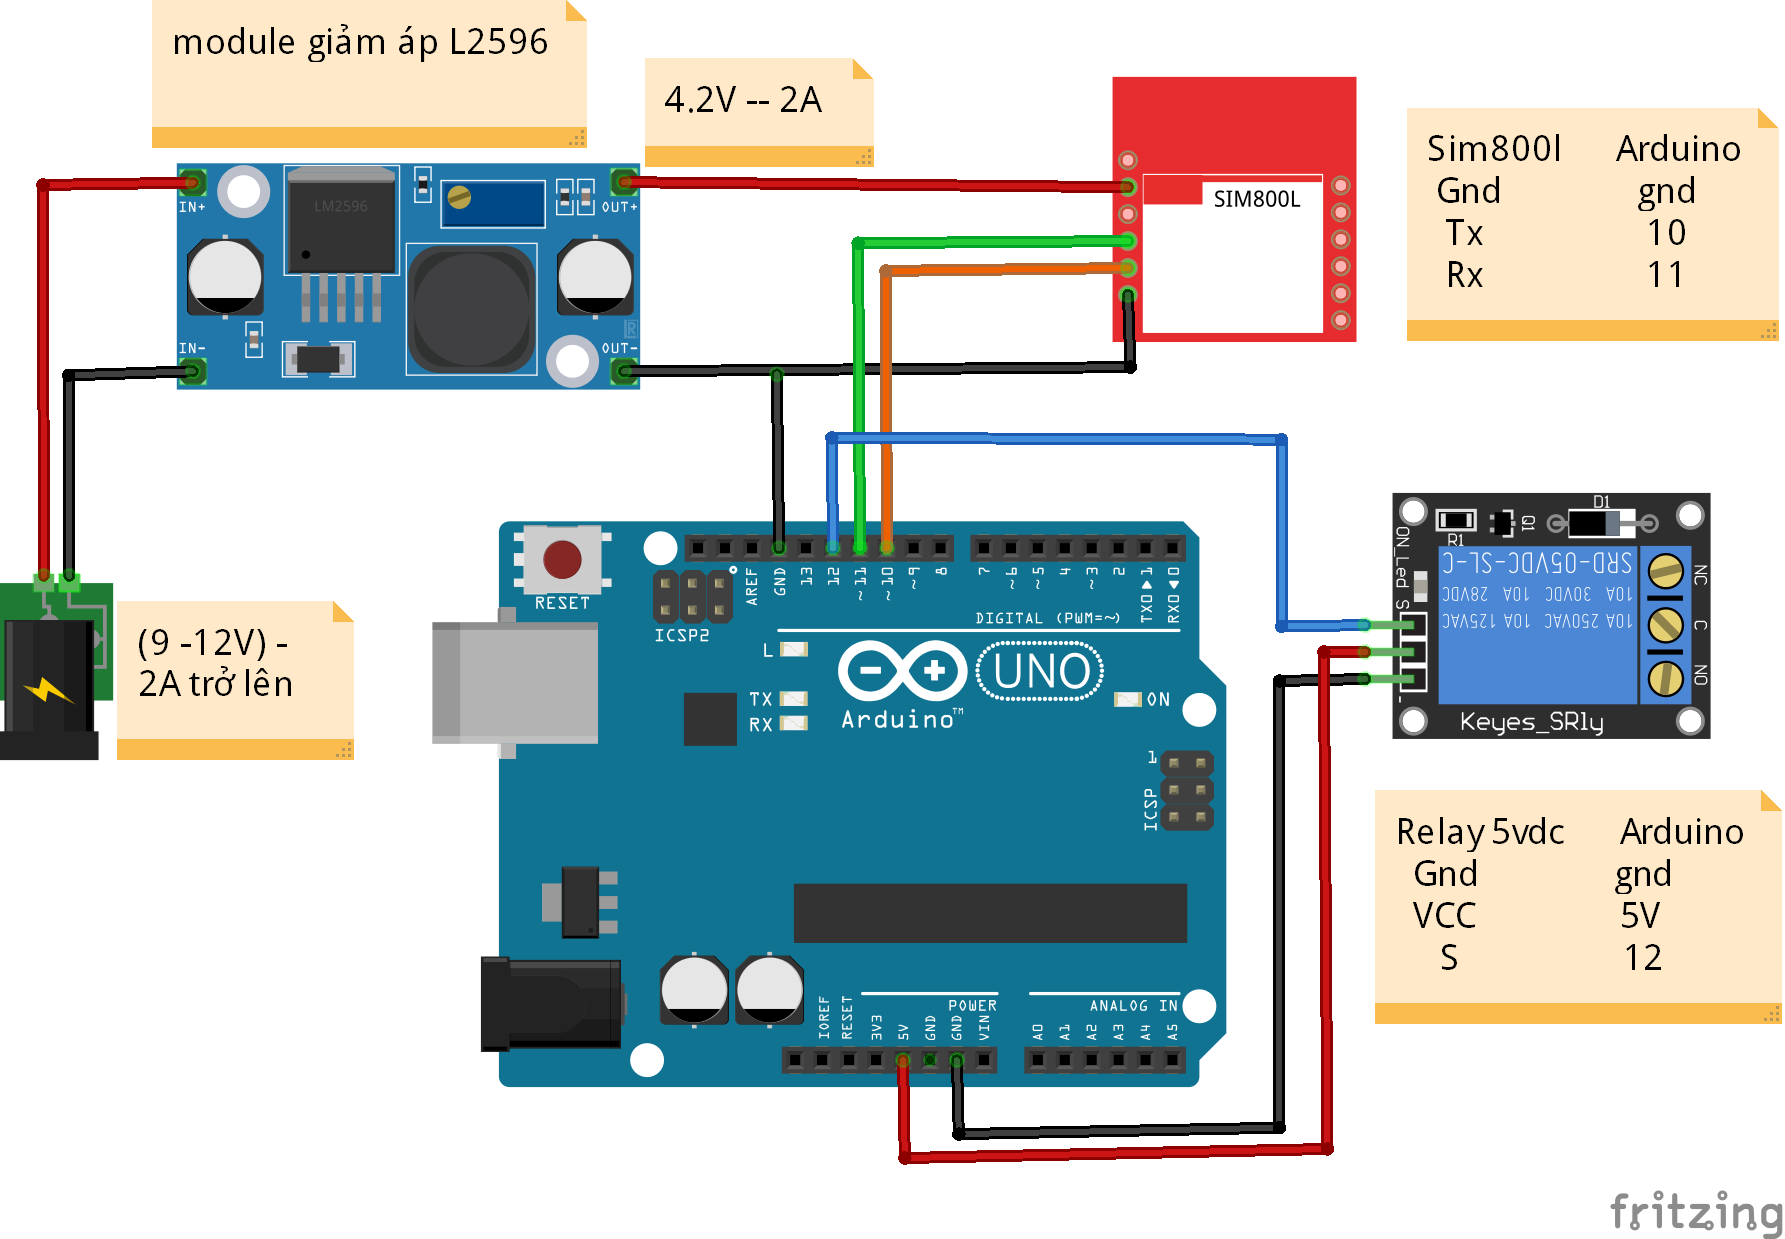 module giảm áp L2596
4.2V -- 2A
Sim800l Arduino
Gnd gnd
Tx 10
Rx 11
IN+
LM2596
OUT+
IN-
OUT-
R
SIM800L
(9 -12V) -
2A trở lên
RESET
ICSP2
AREF
GND
13
12
~11
~10
~9
8
7
~6
~5
4
~3
2
TX0▶1
RX0◀0
DIGITAL (PWM=~)
L
TX
RX
UNO
Arduino™
ON
1
ICSP
IOREF
RESET
3V3
5V
GND
GND
VIN
POWER
ANALOG IN
A0
A1
A2
A3
A4
A5
D1
Q1
R1
ON_Led
S
-
SRD-05VDC-SL-C
10A 30VDC 10A 28VDC
10A 250VAC 10A 125VAC
NC
C
NO
Keyes_SRly
Relay 5vdc Arduino
Gnd gnd
VCC 5V
S 12
fritzing